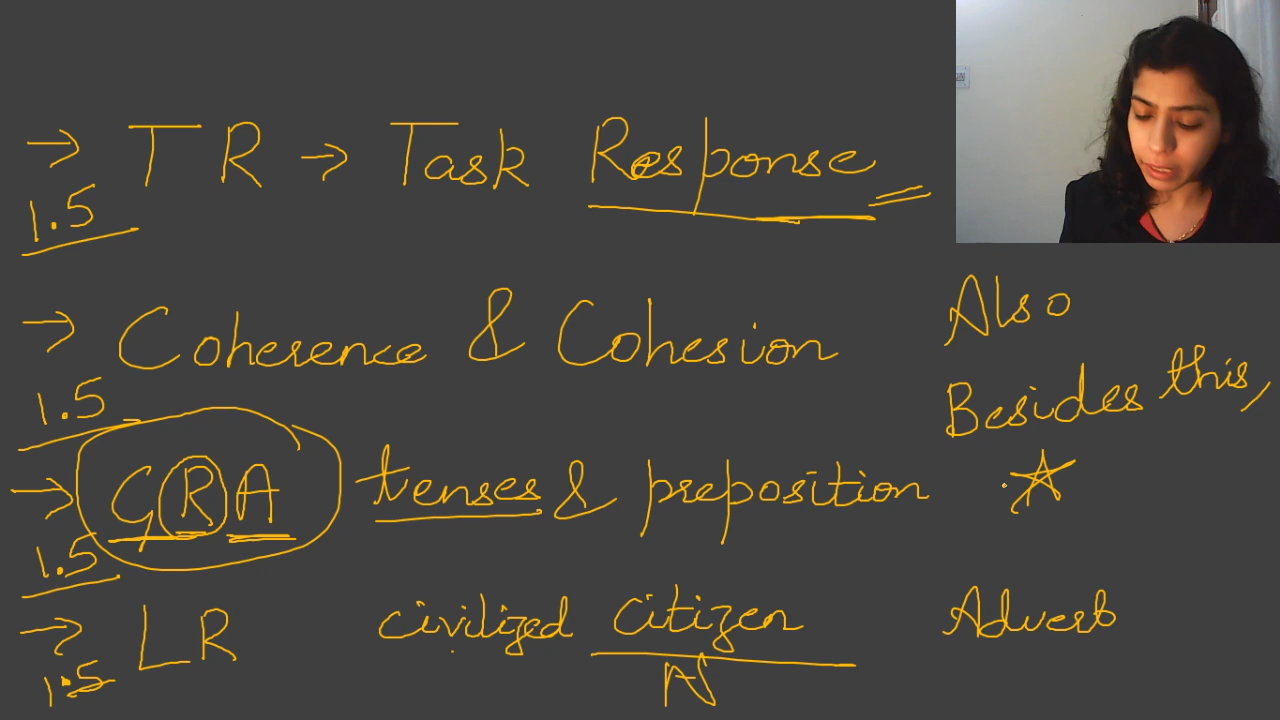 → TR → Task Response
1.5
→ Coherence & Cohesion
1.5
→ GRA tenses & preposition
1.5
→ LR civilized citizen
1.5
N
Also
Besides this,
Adverb